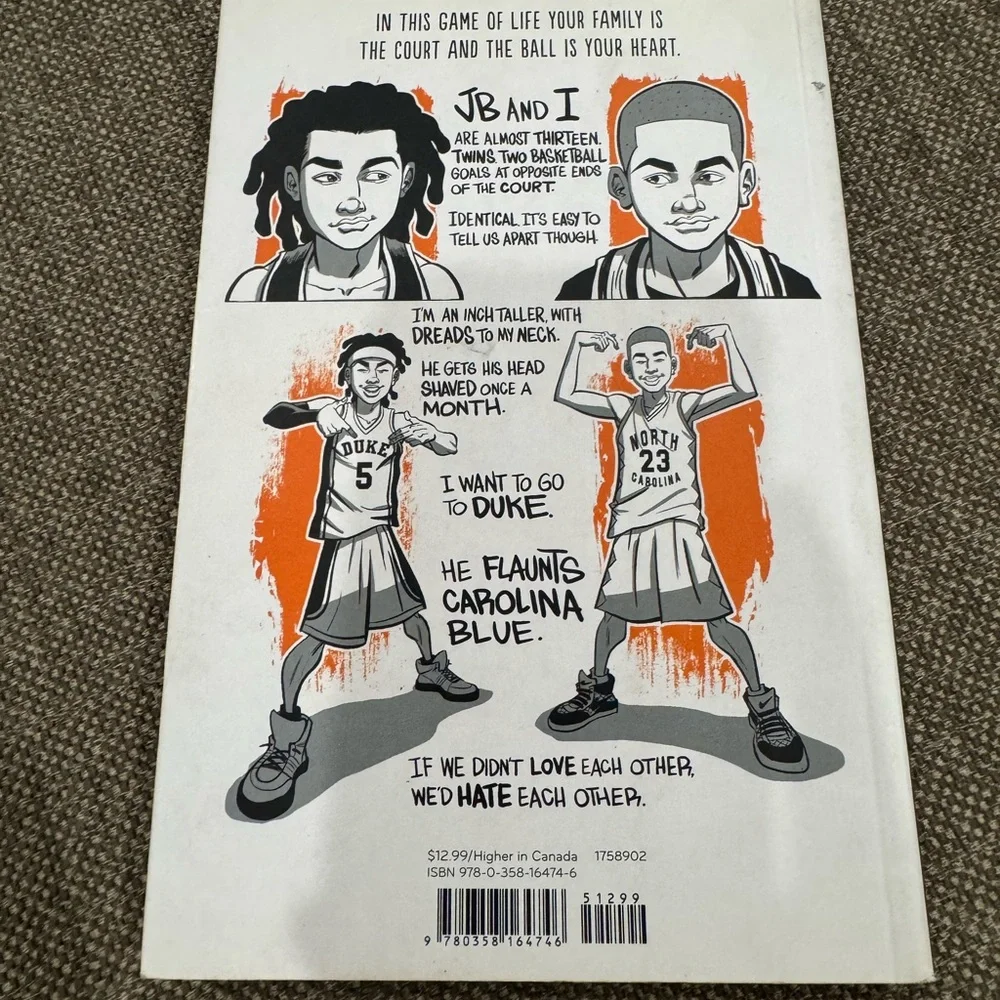 IN THIS GAME OF LIFE YOUR FAMILY IS
THE COURT AND THE BALL IS YOUR HEART.
JB AND I
ARE ALMOST THIRTEEN.
TWINS. TWO BASKETBALL
GOALS AT OPPOSITE ENDS
OF THE COURT.
IDENTICAL. IT'S EASY TO
TELL US APART THOUGH.
I'M AN INCH TALLER, WITH
DREADS TO MY NECK.
HE GETS HIS HEAD
SHAVED ONCE A
MONTH.
DUKE
5
NORTH
23
CAROLINA
I WANT TO GO
TO DUKE.
HE FLAUNTS
CAROLINA
BLUE.
IF WE DIDN'T LOVE EACH OTHER,
WE'D HATE EACH OTHER.
$12.99/Higher in Canada 1758902
ISBN 978-0-358-16474-6
51299
9 780358 164746